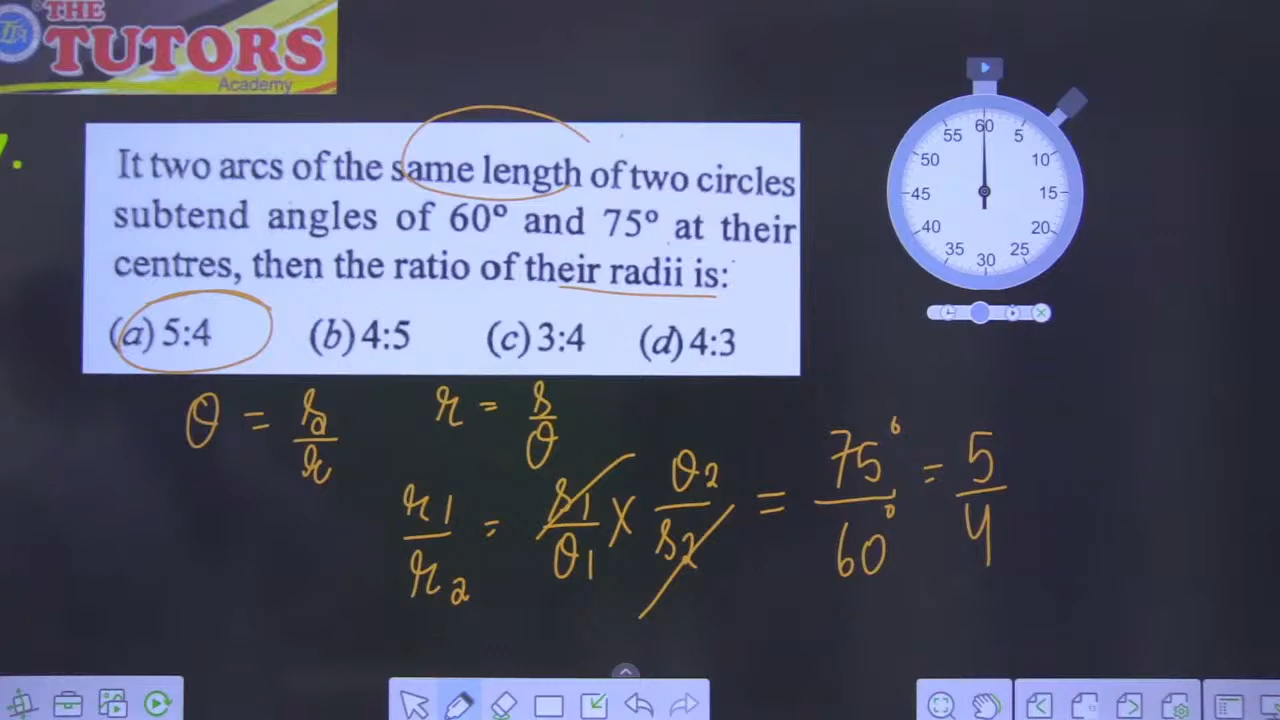 THE
TUTORS
Academy
7.
It two arcs of the same length of two circles
subtend angles of 60° and 75° at their
centres, then the ratio of their radii is:
(a) 5:4 (b) 4:5 (c) 3:4 (d) 4:3
θ = s/r r = s/θ
r1/r2 = s1/θ1 × θ2/s2 = 75°/60° = 5/4
60 5 10 15 20 25 30 35 40 45 50 55